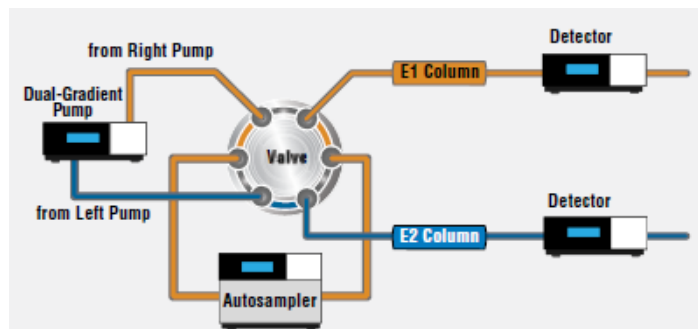 from Right Pump
Dual-Gradient
Pump
from Left Pump
Valve
Autosampler
E1 Column
Detector
E2 Column
Detector